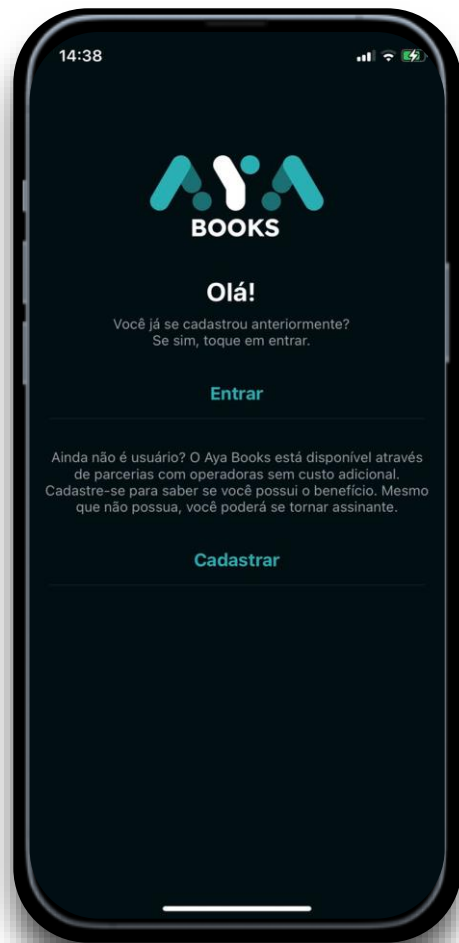 14:38
AYA
BOOKS
Olá!
Você já se cadastrou anteriormente?
Se sim, toque em entrar.
Entrar
Ainda não é usuário? O Aya Books está disponível através
de parcerias com operadoras sem custo adicional.
Cadastre-se para saber se você possui o benefício. Mesmo
que não possua, você poderá se tornar assinante.
Cadastrar